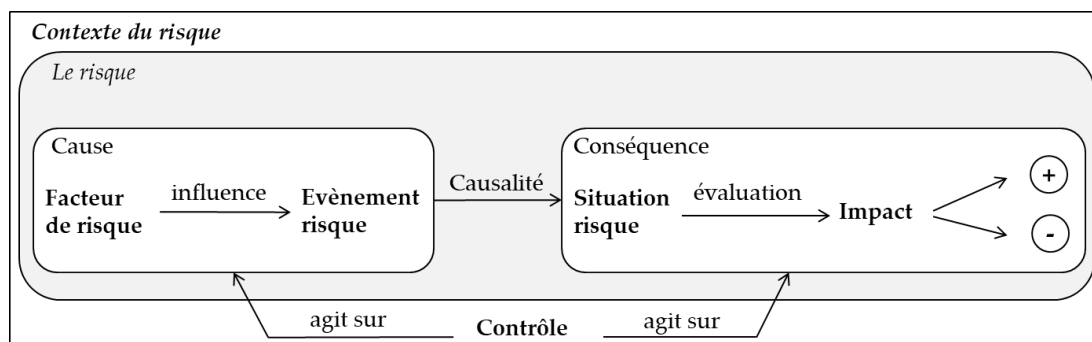 Contexte du risque
Le risque
Cause
Facteur
de risque
influence
Evènement
risque
Causalité
Conséquence
Situation
risque
évaluation
Impact
+
-
agit sur
Contrôle
agit sur